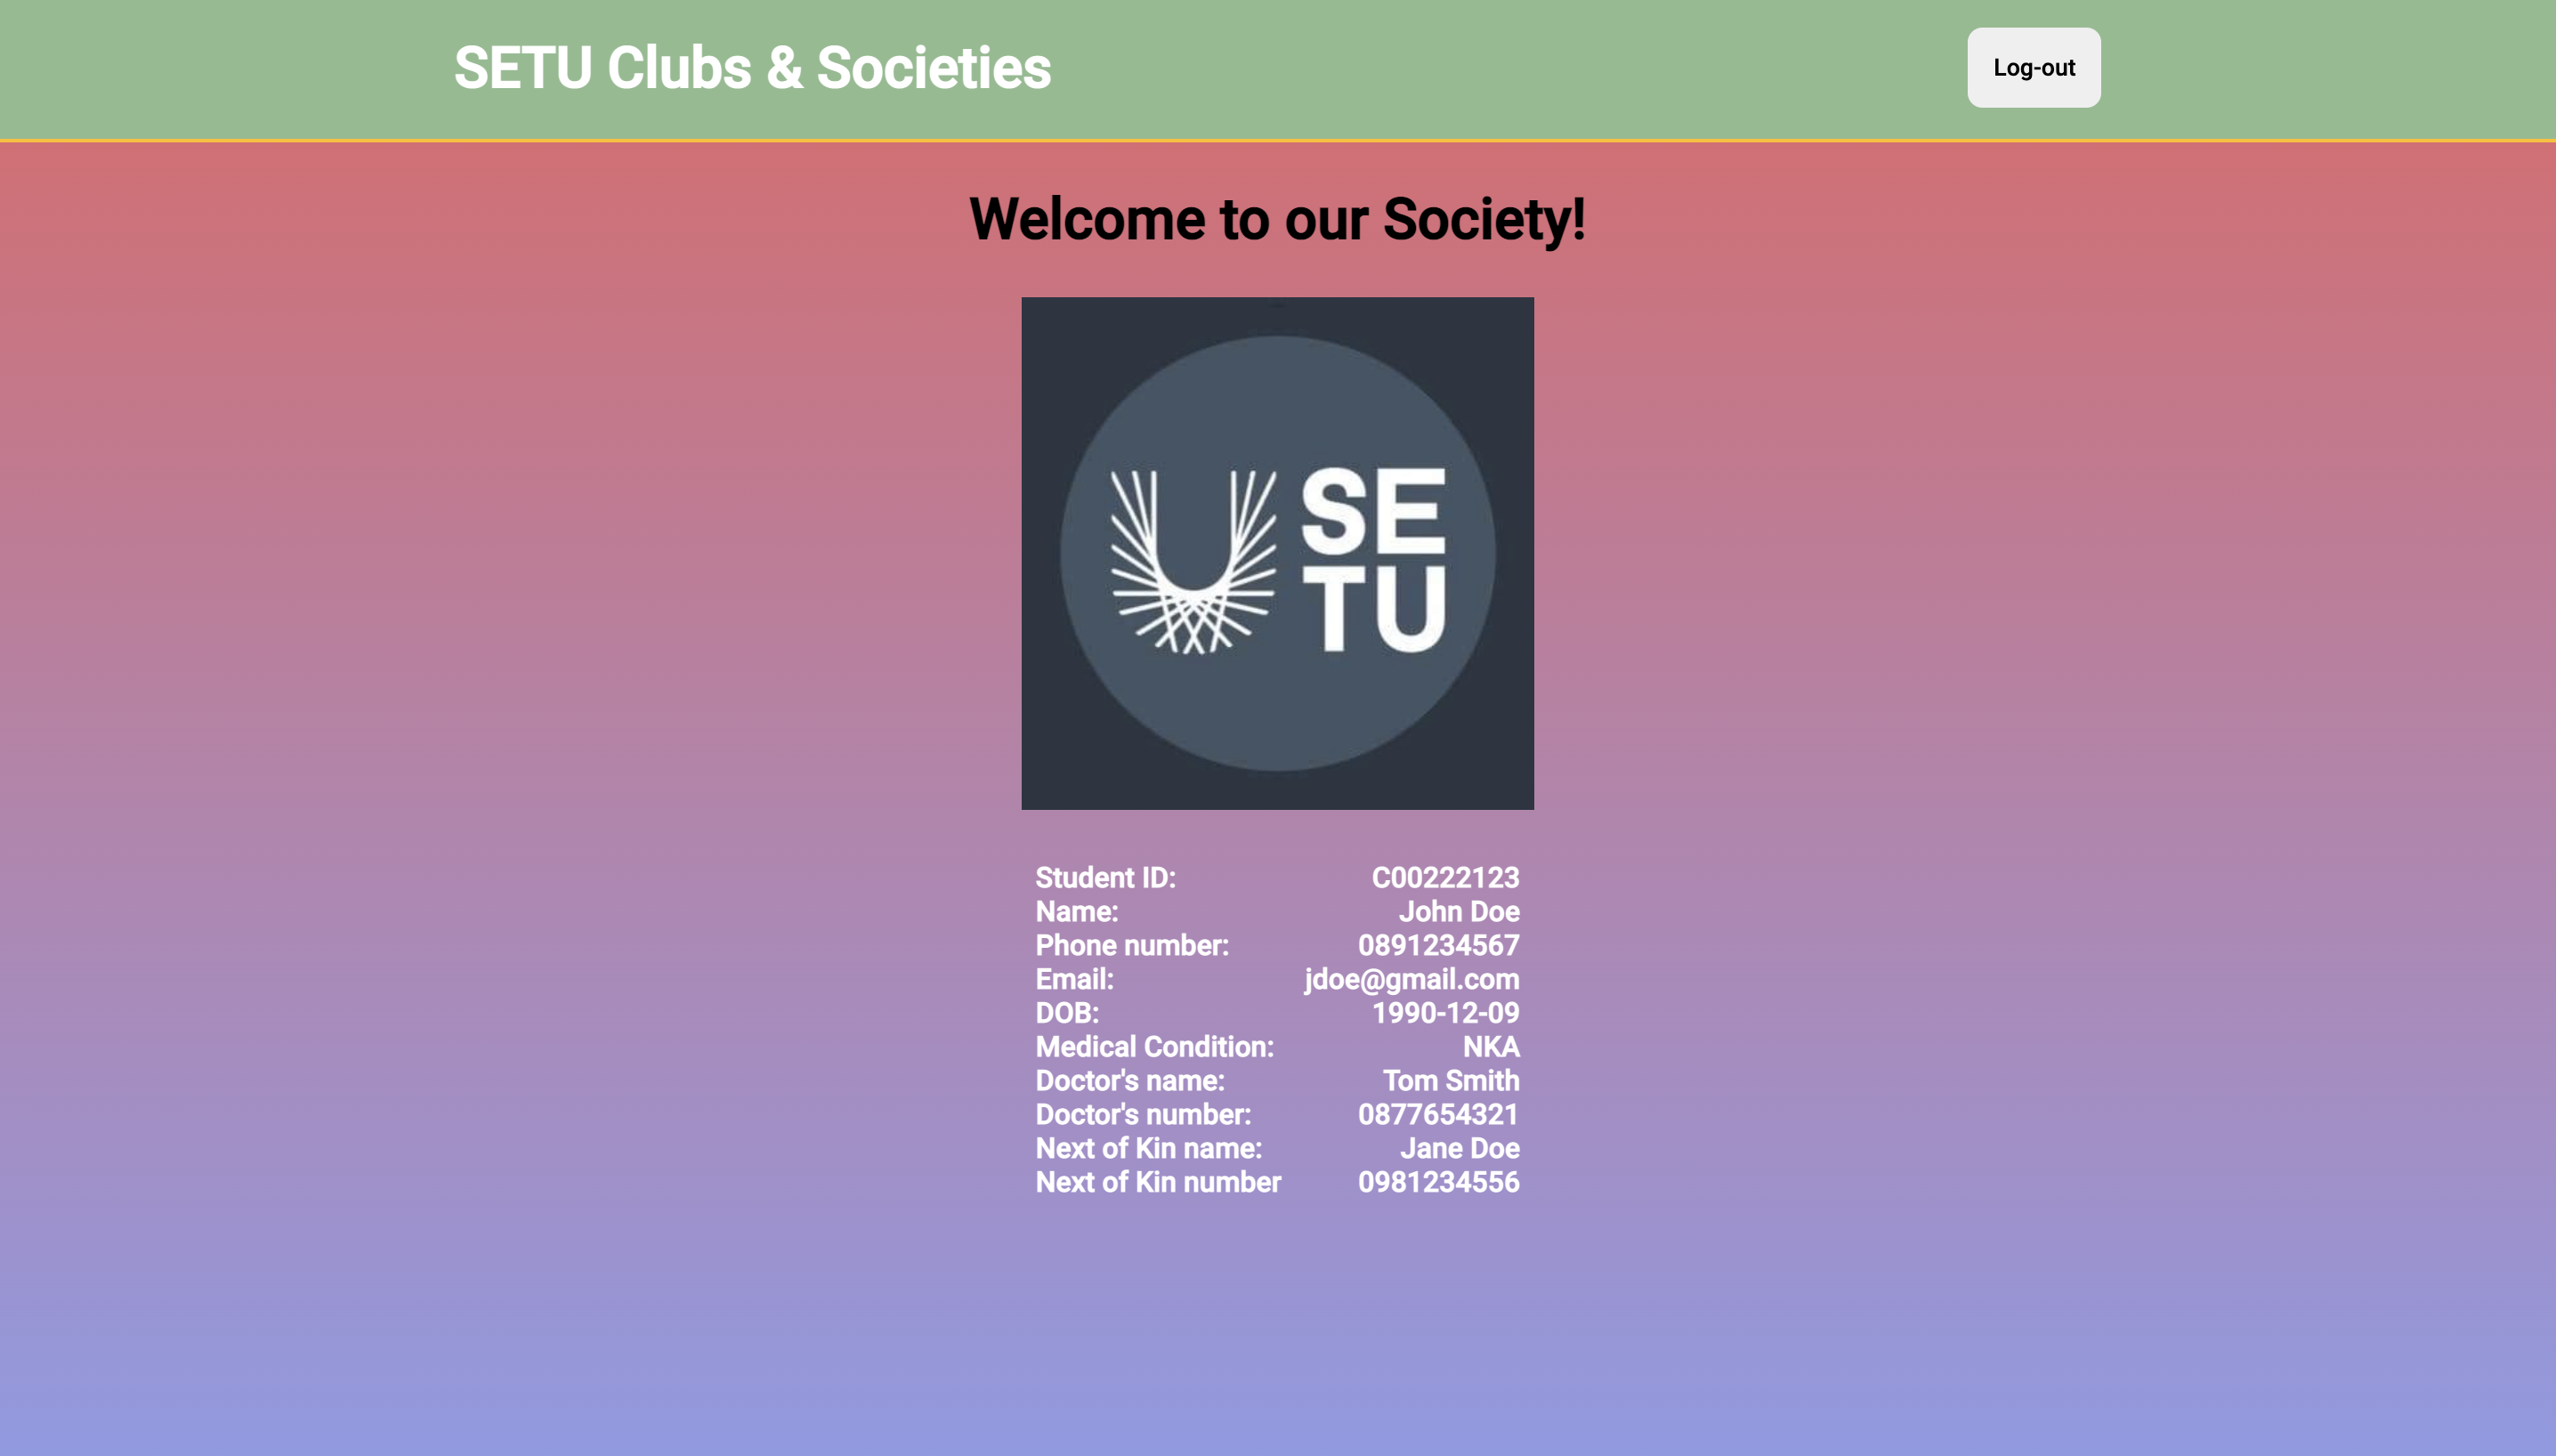 SETU Clubs & Societies
Log-out
Welcome to our Society!
SE
TU
Student ID: C00222123
Name: John Doe
Phone number: 0891234567
Email: jdoe@gmail.com
DOB: 1990-12-09
Medical Condition: NKA
Doctor's name: Tom Smith
Doctor's number: 0877654321
Next of Kin name: Jane Doe
Next of Kin number 0981234556